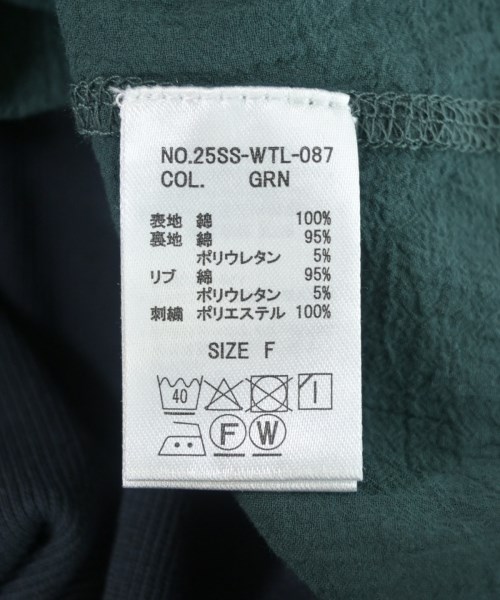 NO.25SS-WTL-087
COL. GRN
表地 綿 100%
裏地 綿 95%
ポリウレタン 5%
リブ 綿 95%
ポリウレタン 5%
刺繍 ポリエステル 100%
SIZE F
40
F W